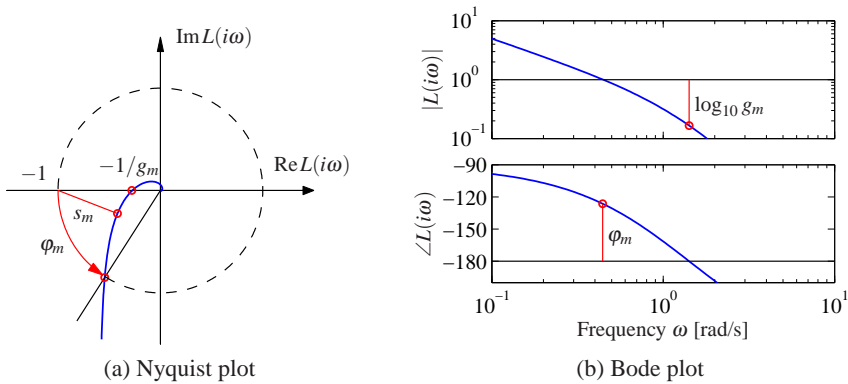 Im L(iω)
Re L(iω)
−1
−1/g_m
s_m
φ_m
(a) Nyquist plot
|L(iω)|
10^1
10^0
10^−1
log_10 g_m
∠L(iω)
−90
−120
−150
−180
φ_m
10^−1
10^0
10^1
Frequency ω [rad/s]
(b) Bode plot